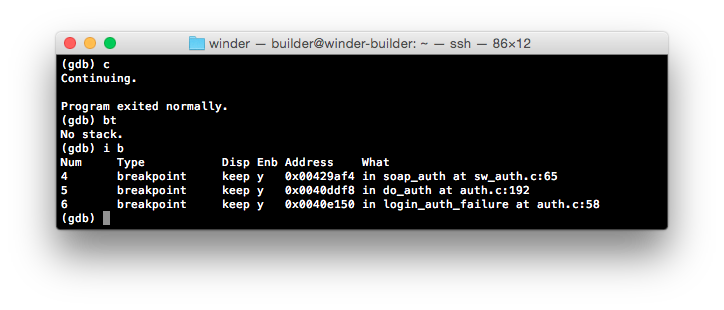 winder — builder@winder-builder: ~ — ssh — 86×12
(gdb) c
Continuing.
Program exited normally.
(gdb) bt
No stack.
(gdb) i b
Num     Type           Disp Enb Address    What
4       breakpoint     keep y   0x00429af4 in soap_auth at sw_auth.c:65
5       breakpoint     keep y   0x0040ddf8 in do_auth at auth.c:192
6       breakpoint     keep y   0x0040e150 in login_auth_failure at auth.c:58
(gdb)